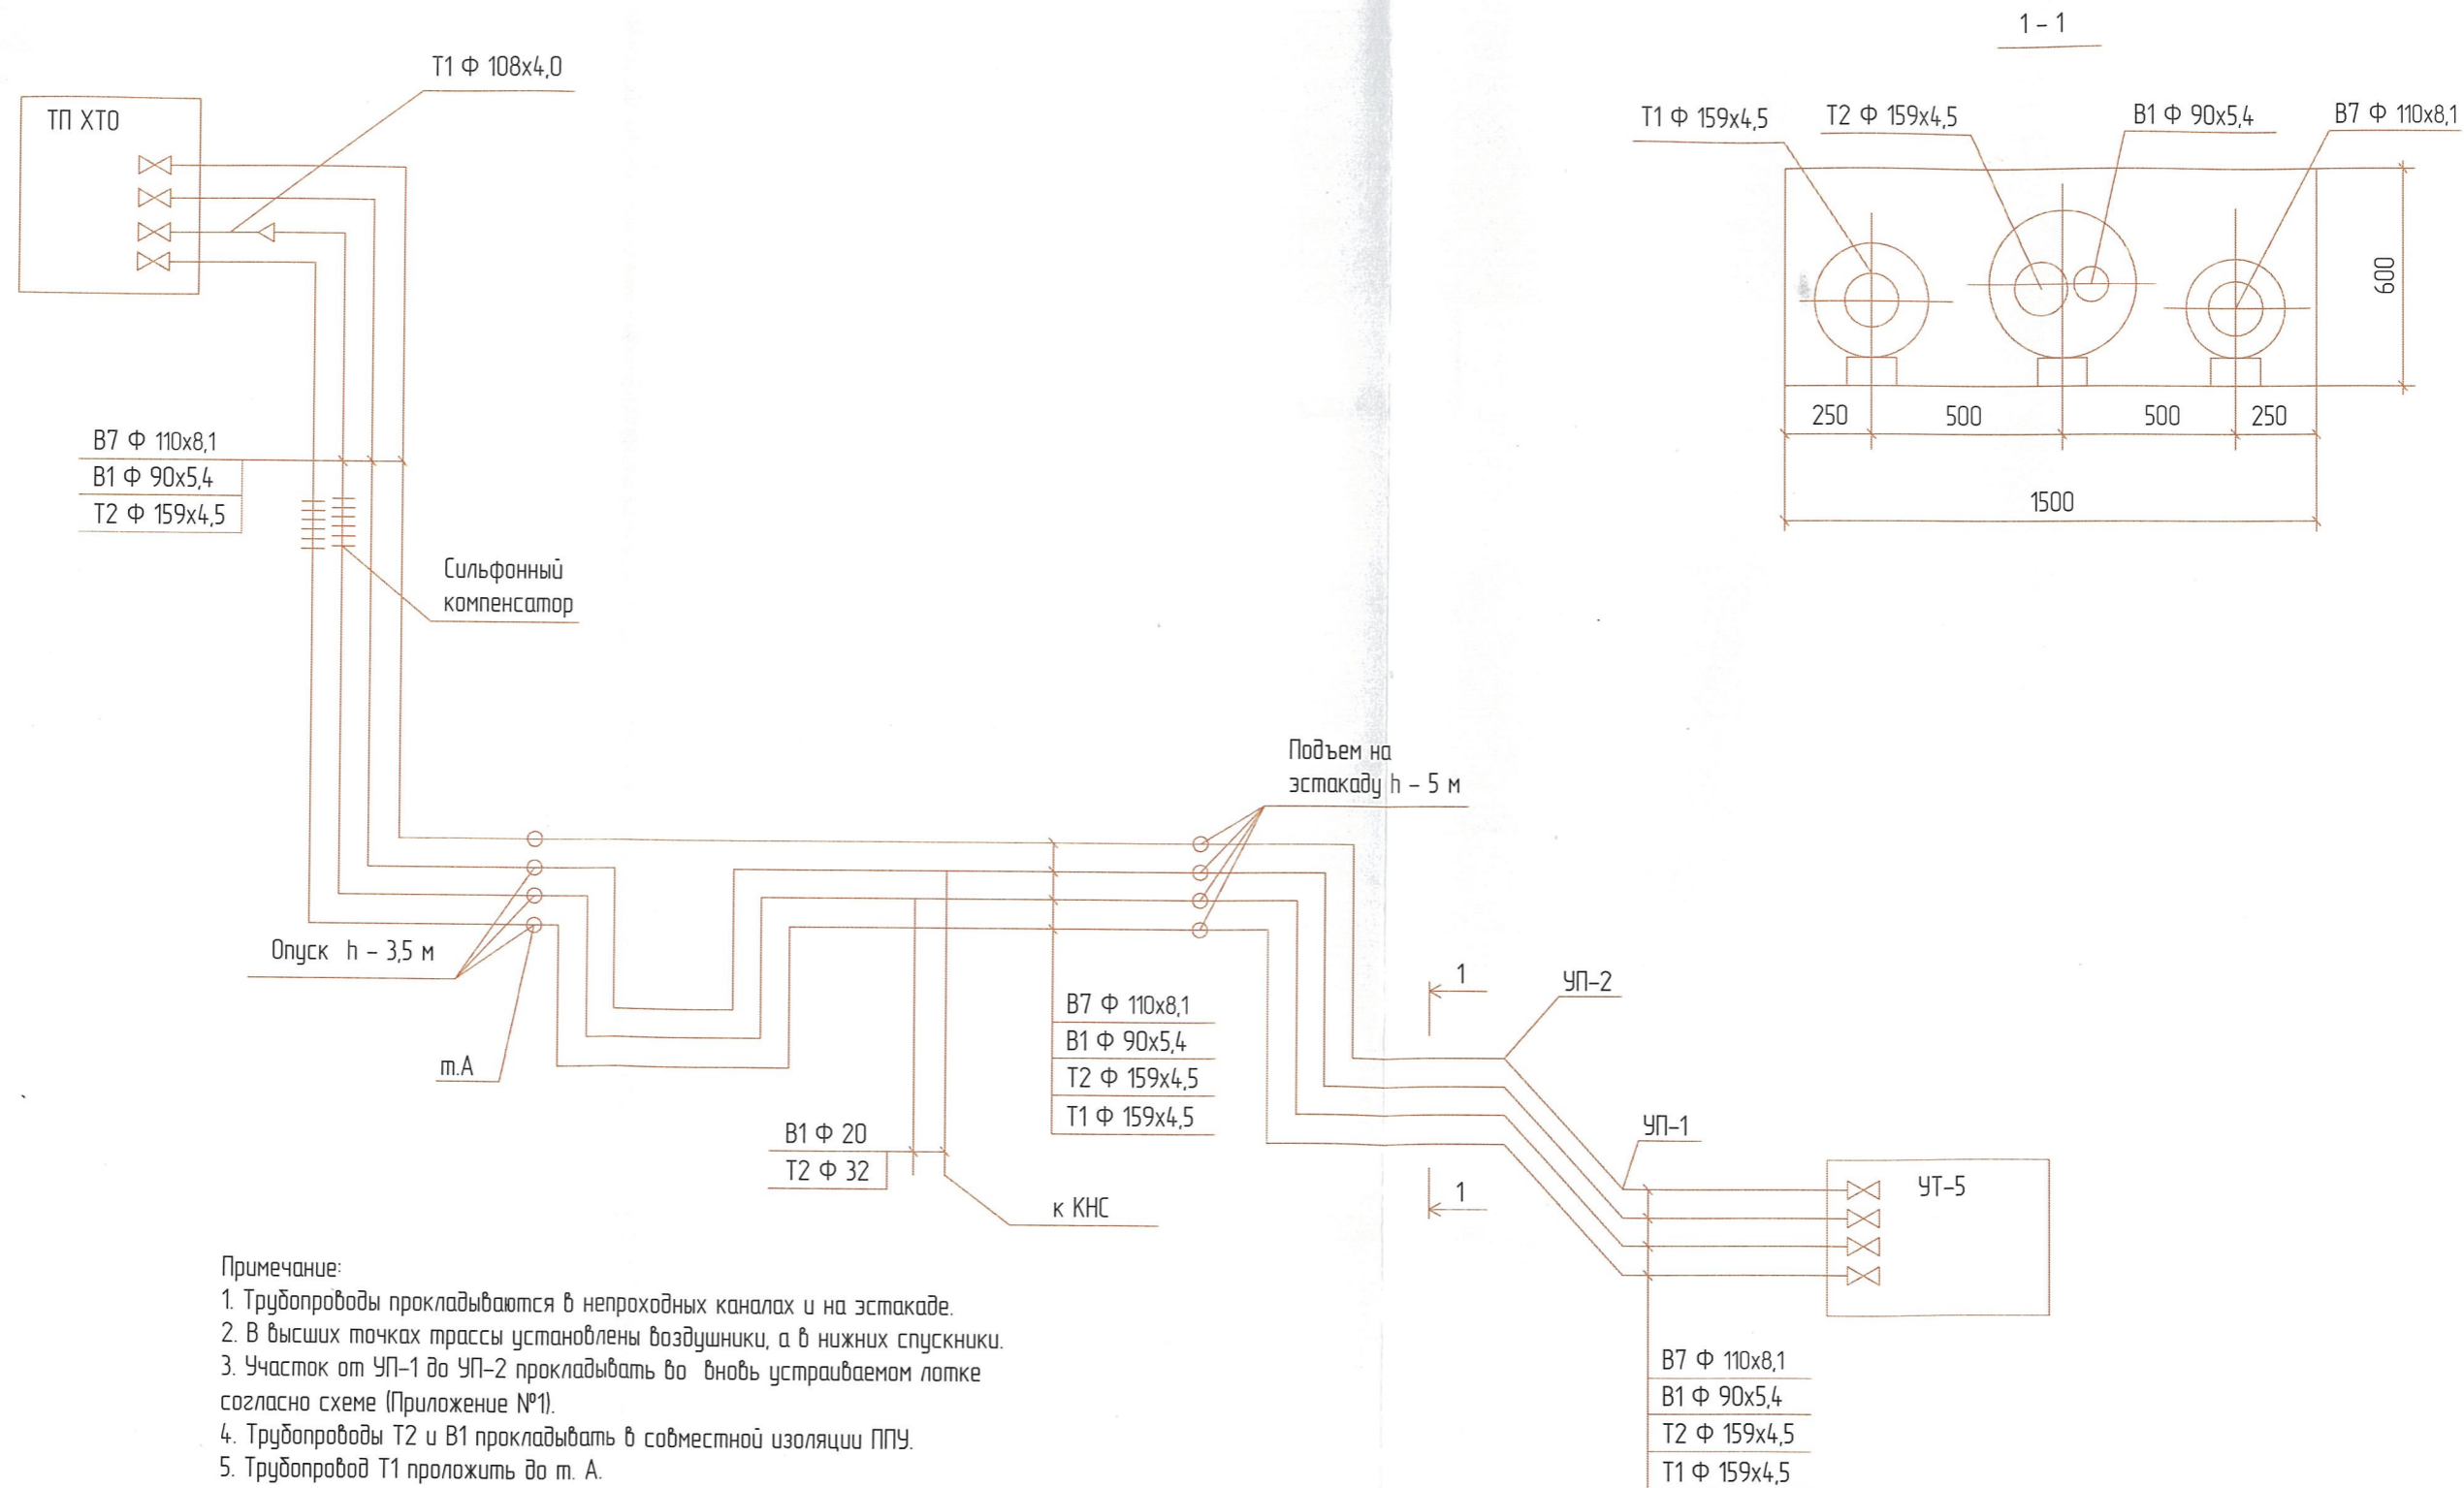 1 - 1
Т1 Ф 108х4,0
ТП ХТО
Т1 Ф 159х4,5
Т2 Ф 159х4,5
В1 Ф 90х5,4
В7 Ф 110х8,1
600
250
500
500
250
1500
В7 Ф 110х8,1
В1 Ф 90х5,4
Т2 Ф 159х4,5
Сильфонный
компенсатор
Подъем на
эстакаду h – 5 м
Опуск h – 3,5 м
т.А
1
УП-2
В7 Ф 110х8,1
В1 Ф 90х5,4
Т2 Ф 159х4,5
Т1 Ф 159х4,5
В1 Ф 20
Т2 Ф 32
к КНС
УП-1
1
УТ-5
Примечание:
1. Трубопроводы прокладываются в непроходных каналах и на эстакаде.
2. В высших точках трассы установлены воздушники, а в нижних спускники.
3. Участок от УП-1 до УП-2 прокладывать во вновь устраиваемом лотке
согласно схеме (Приложение №1).
4. Трубопроводы Т2 и В1 прокладывать в совместной изоляции ППУ.
5. Трубопровод Т1 проложить до т. А.
В7 Ф 110х8,1
В1 Ф 90х5,4
Т2 Ф 159х4,5
Т1 Ф 159х4,5